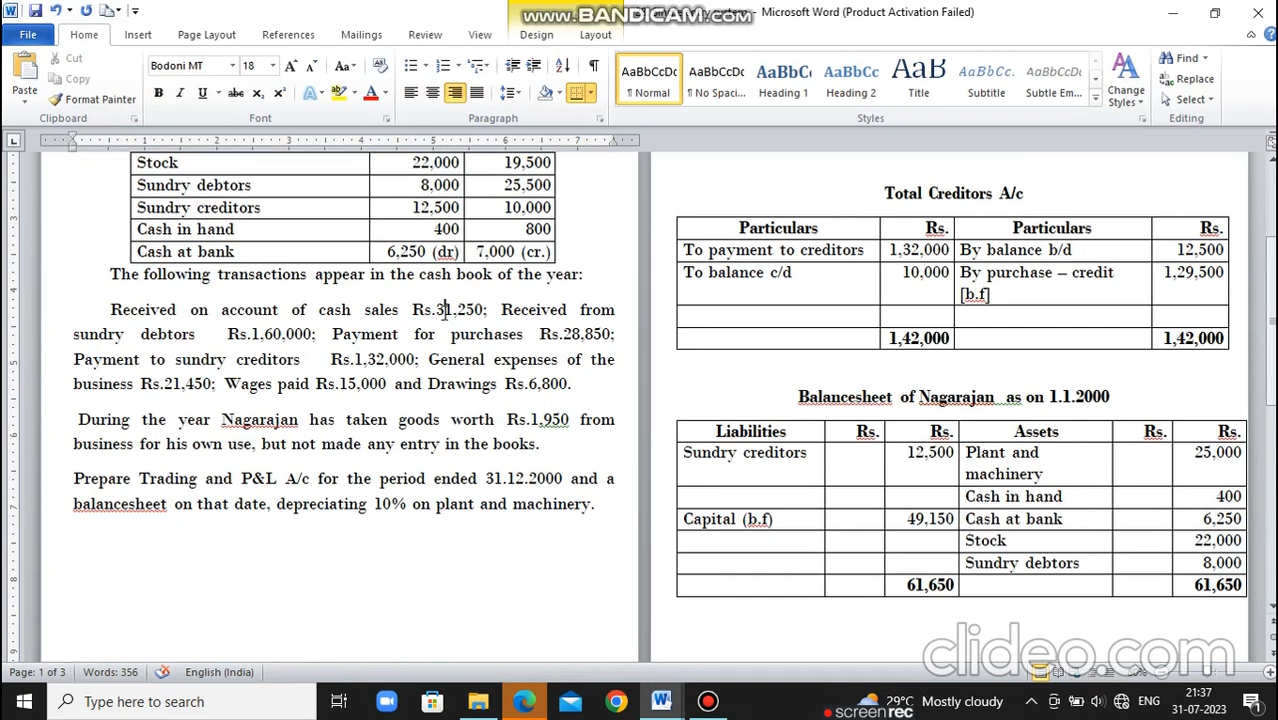 www.BANDICAM.com - Microsoft Word (Product Activation Failed)
File Home Insert Page Layout References Mailings Review View Design Layout
Cut
Copy
Format Painter
Paste
Clipboard
Bodoni MT 18
Font
Paragraph
AaBbCcDc AaBbCcDc AaBbC AaBbCc AaB AaBbCcL AaBbCcDc
¶ Normal ¶ No Spaci... Heading 1 Heading 2 Title Subtitle Subtle Em...
Change Styles
Styles
Find
Replace
Select
Editing
Stock 22,000 19,500
Sundry debtors 8,000 25,500
Sundry creditors 12,500 10,000
Cash in hand 400 800
Cash at bank 6,250 (dr) 7,000 (cr.)
The following transactions appear in the cash book of the year:
Received on account of cash sales Rs.31,250; Received from
sundry debtors Rs.1,60,000; Payment for purchases Rs.28,850;
Payment to sundry creditors Rs.1,32,000; General expenses of the
business Rs.21,450; Wages paid Rs.15,000 and Drawings Rs.6,800.
During the year Nagarajan has taken goods worth Rs.1,950 from
business for his own use, but not made any entry in the books.
Prepare Trading and P&L A/c for the period ended 31.12.2000 and a
balancesheet on that date, depreciating 10% on plant and machinery.
Total Creditors A/c
Particulars Rs. Particulars Rs.
To payment to creditors 1,32,000 By balance b/d 12,500
To balance c/d 10,000 By purchase – credit 1,29,500
[b.f]
1,42,000 1,42,000
Balancesheet of Nagarajan as on 1.1.2000
Liabilities Rs. Rs. Assets Rs. Rs.
Sundry creditors 12,500 Plant and 25,000
machinery
Cash in hand 400
Capital (b.f) 49,150 Cash at bank 6,250
Stock 22,000
Sundry debtors 8,000
61,650 61,650
clideo.com
Page: 1 of 3 Words: 356 English (India)
Type here to search
29°C Mostly cloudy
ENG
21:37
31-07-2023
screen rec